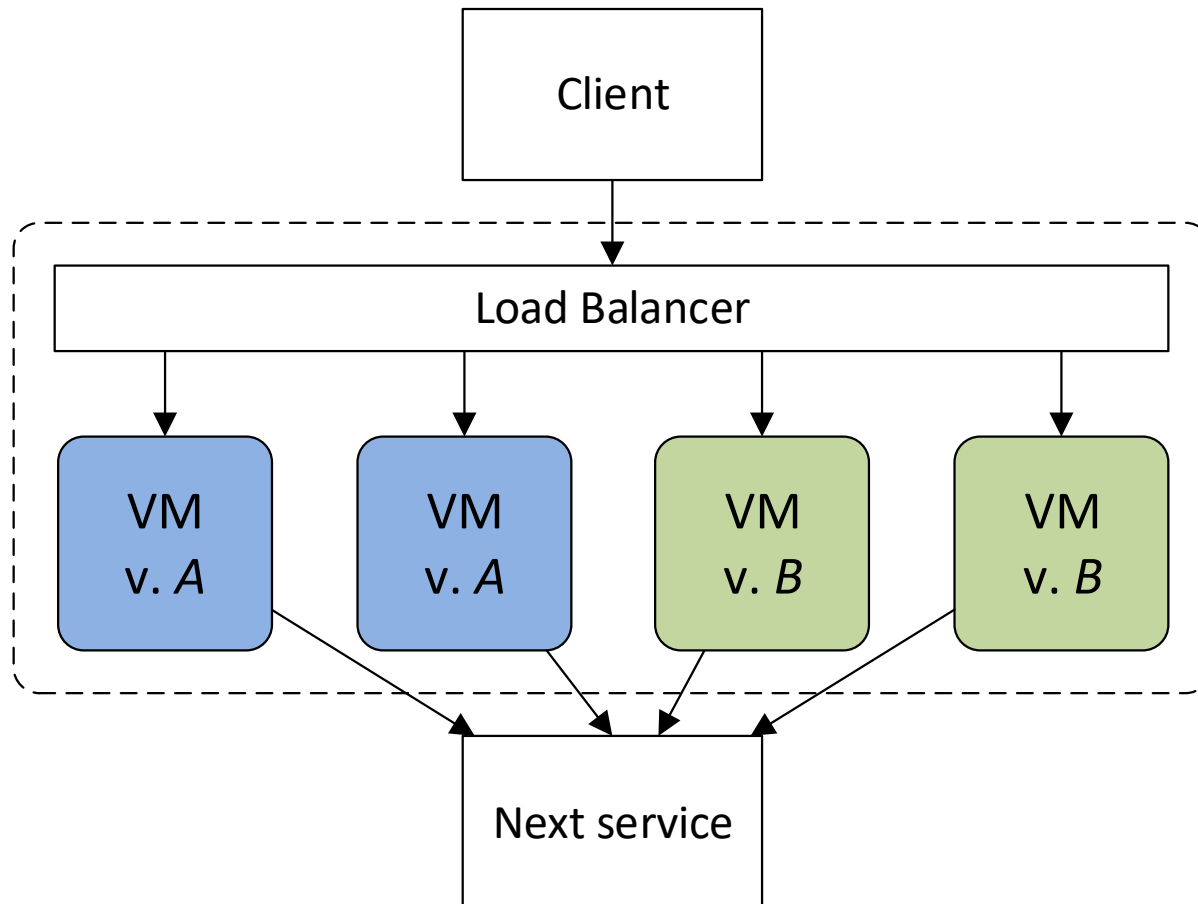 Client
Load Balancer
VM
v. A
VM
v. A
VM
v. B
VM
v. B
Next service